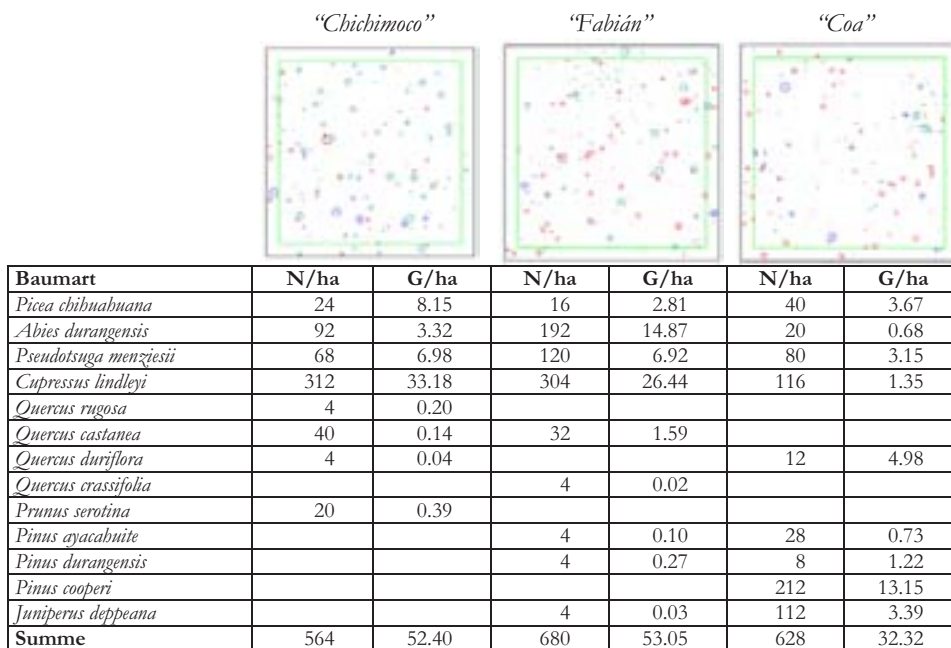 “Chichimoco” “Fabián” “Coa”
Baumart N/ha G/ha N/ha G/ha N/ha G/ha
Picea chihuahuana 24 8.15 16 2.81 40 3.67
Abies durangensis 92 3.32 192 14.87 20 0.68
Pseudotsuga menziesii 68 6.98 120 6.92 80 3.15
Cupressus lindleyi 312 33.18 304 26.44 116 1.35
Quercus rugosa 4 0.20
Quercus castanea 40 0.14 32 1.59
Quercus duriflora 4 0.04 12 4.98
Quercus crassifolia 4 0.02
Prunus serotina 20 0.39
Pinus ayacahuite 4 0.10 28 0.73
Pinus durangensis 4 0.27 8 1.22
Pinus cooperi 212 13.15
Juniperus deppeana 4 0.03 112 3.39
Summe 564 52.40 680 53.05 628 32.32